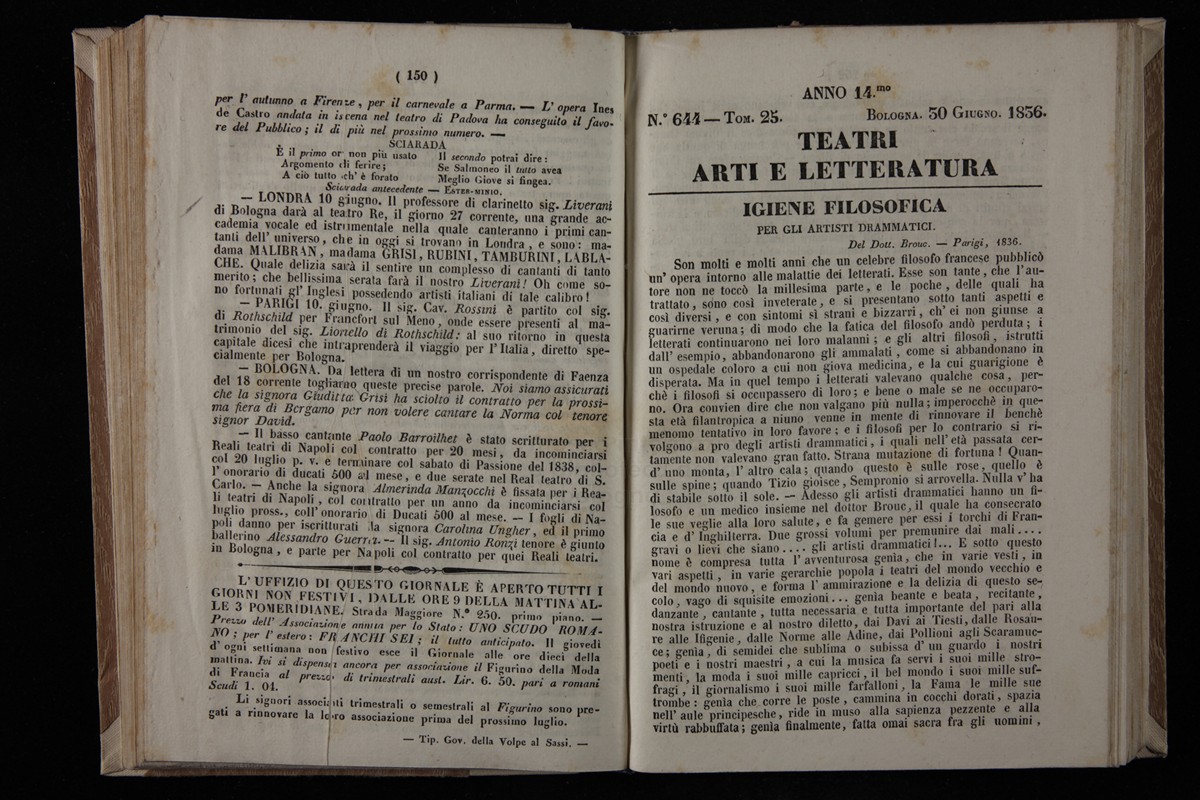 ( 150 )
per l' autunno a Firenze, per il carnevale a Parma. — L' opera Ines
de Castro andata in iscena nel teatro di Padova ha conseguito il favo-
re del Pubblico; il di più nel prossimo numero. —
SCIARADA
È il primo or non più usato
Argomento di ferire;
A ciò tutto ch' è forato
Il secondo potrai dire:
Se Salmoneo il tutto avea
Meglio Giove si fingea.
Sciarada antecedente — ESTER-MINIO.
— LONDRA 10 giugno. Il professore di clarinetto sig. Liverani
di Bologna darà al teatro Re, il giorno 27 corrente, una grande ac-
cademia vocale ed istrumentale nella quale canteranno i primi can-
tanti dell' universo, che in oggi si trovano in Londra, e sono: ma-
dama MALIBRAN, madama GRISI, RUBINI, TAMBURINI, LABLA-
CHE. Quale delizia sarà il sentire un complesso di cantanti di tanto
merito; che bellissima serata farà il nostro Liverani! Oh come so-
no fortunati gl' Inglesi possedendo artisti italiani di tale calibro!
— PARIGI 10. giugno. Il sig. Cav. Rossini è partito col sig.
di Rothschild per Francfort sul Meno, onde essere presenti al ma-
trimonio del sig. Lionello di Rothschild: al suo ritorno in questa
capitale dicesi che intraprenderà il viaggio per l' Italia, diretto spe-
cialmente per Bologna.
— BOLOGNA. Da lettera di un nostro corrispondente di Faenza
del 18 corrente togliamo queste precise parole. Noi siamo assicurati
che la signora Giuditta Grisi ha sciolto il contratto per la prossi-
ma fiera di Bergamo per non volere cantare la Norma col tenore
signor David.
— Il basso cantante Paolo Barroilhet è stato scritturato per i
Reali teatri di Napoli col contratto per 20 mesi, da incominciarsi
col 20 luglio p. v. e terminare col sabato di Passione del 1838, col-
l' onorario di ducati 500 al mese, e due serate nel Real teatro di S.
Carlo. — Anche la signora Almerinda Manzocchi è fissata per i Rea-
li teatri di Napoli, col contratto per un anno da incominciarsi col
luglio pross., coll' onorario di Ducati 500 al mese. — I fogli di Na-
poli danno per iscritturati la signora Carolina Ungher, ed il primo
ballerino Alessandro Guerra. — Il sig. Antonio Ronzi tenore è giunto
in Bologna, e parte per Napoli col contratto per quei Reali teatri.
L' UFFIZIO DI QUESTO GIORNALE È APERTO TUTTI I
GIORNI NON FESTIVI, DALLE ORE 9 DELLA MATTINA AL-
LE 3 POMERIDIANE. Strada Maggiore N.° 250. primo piano. —
Prezzo dell' Associazione annua per lo Stato: UNO SCUDO ROMA-
NO; per l' estero: FRANCHI SEI; il tutto anticipato. Il giovedì
d' ogni settimana non festivo esce il Giornale alle ore dieci della
mattina. Ivi si dispensa ancora per associazione il Figurino della Moda
di Francia al prezzo di trimestrali aust. Lir. 6. 50. pari a romani
Scudi 1. 04.
Li signori associati trimestrali o semestrali al Figurino sono pre-
gati a rinnovare la loro associazione prima del prossimo luglio.
— Tip. Gov. della Volpe al Sassi. —
ANNO 14.mo
N.° 644 — TOM. 25. BOLOGNA. 30 GIUGNO. 1836.
TEATRI
ARTI E LETTERATURA
IGIENE FILOSOFICA
PER GLI ARTISTI DRAMMATICI.
Del Dott. Brouc. — Parigi, 1836.
Son molti e molti anni che un celebre filosofo francese pubblicò
un' opera intorno alle malattie dei letterati. Esse son tante, che l' au-
tore non ne toccò la millesima parte, e le poche, delle quali ha
trattato, sono così inveterate, e si presentano sotto tanti aspetti e
così diversi, e con sintomi sì strani e bizzarri, ch' ei non giunse a
guarirne veruna; di modo che la fatica del filosofo andò perduta; i
letterati continuarono nei loro malanni; e gli altri filosofi, istrutti
dall' esempio, abbandonarono gli ammalati, come si abbandonano in
un ospedale coloro a cui non giova medicina, e la cui guarigione è
disperata. Ma in quel tempo i letterati valevano qualche cosa, per-
chè i filosofi si occupassero di loro; e bene o male se ne occuparo-
no. Ora convien dire che non valgano più nulla; imperocchè in que-
sta età filantropica a niuno venne in mente di rinnovare il benchè
menomo tentativo in loro favore; e i filosofi per lo contrario si ri-
volgono a pro degli artisti drammatici, i quali nell' età passata cer-
tamente non valevano gran fatto. Strana mutazione di fortuna! Quan-
d' uno monta, l' altro cala; quando questo è sulle rose, quello è
sulle spine; quando Tizio gioisce, Sempronio si arrovella. Nulla v' ha
di stabile sotto il sole. — Adesso gli artisti drammatici hanno un fi-
losofo e un medico insieme nel dottor Brouc, il quale ha consecrato
le sue veglie alla loro salute, e fa gemere per essi i torchi di Fran-
cia e d' Inghilterra. Due grossi volumi per premunire dai mali....
gravi o lievi che siano.... gli artisti drammatici!... E sotto questo
nome è compresa tutta l' avventurosa genìa, che in varie vesti, in
vari aspetti, in varie gerarchie popola i teatri del mondo vecchio e
del mondo nuovo, e forma l' ammirazione e la delizia di questo se-
colo, vago di squisite emozioni... genìa beante e beata, recitante,
danzante, cantante, tutta necessaria e tutta importante del pari alla
nostra istruzione e al nostro diletto, dai Davi ai Tiesti, dalle Rosau-
re alle Ifigenie, dalle Norme alle Adine, dai Pollioni agli Scaramuc-
ce; genìa, di semidei che sublima o subissa d' un guardo i nostri
poeti e i nostri maestri, a cui la musica fa servi i suoi mille stro-
menti, la moda i suoi mille capricci, il bel mondo i suoi mille suf-
fragi, il giornalismo i suoi mille farfalloni, la Fama le mille sue
trombe: genìa che corre le poste, cammina in cocchi dorati, spazia
nell' aule principesche, ride in muso alla sapienza pezzente e alla
virtù rabbuffata; genìa finalmente, fatta omai sacra fra gli uomini,